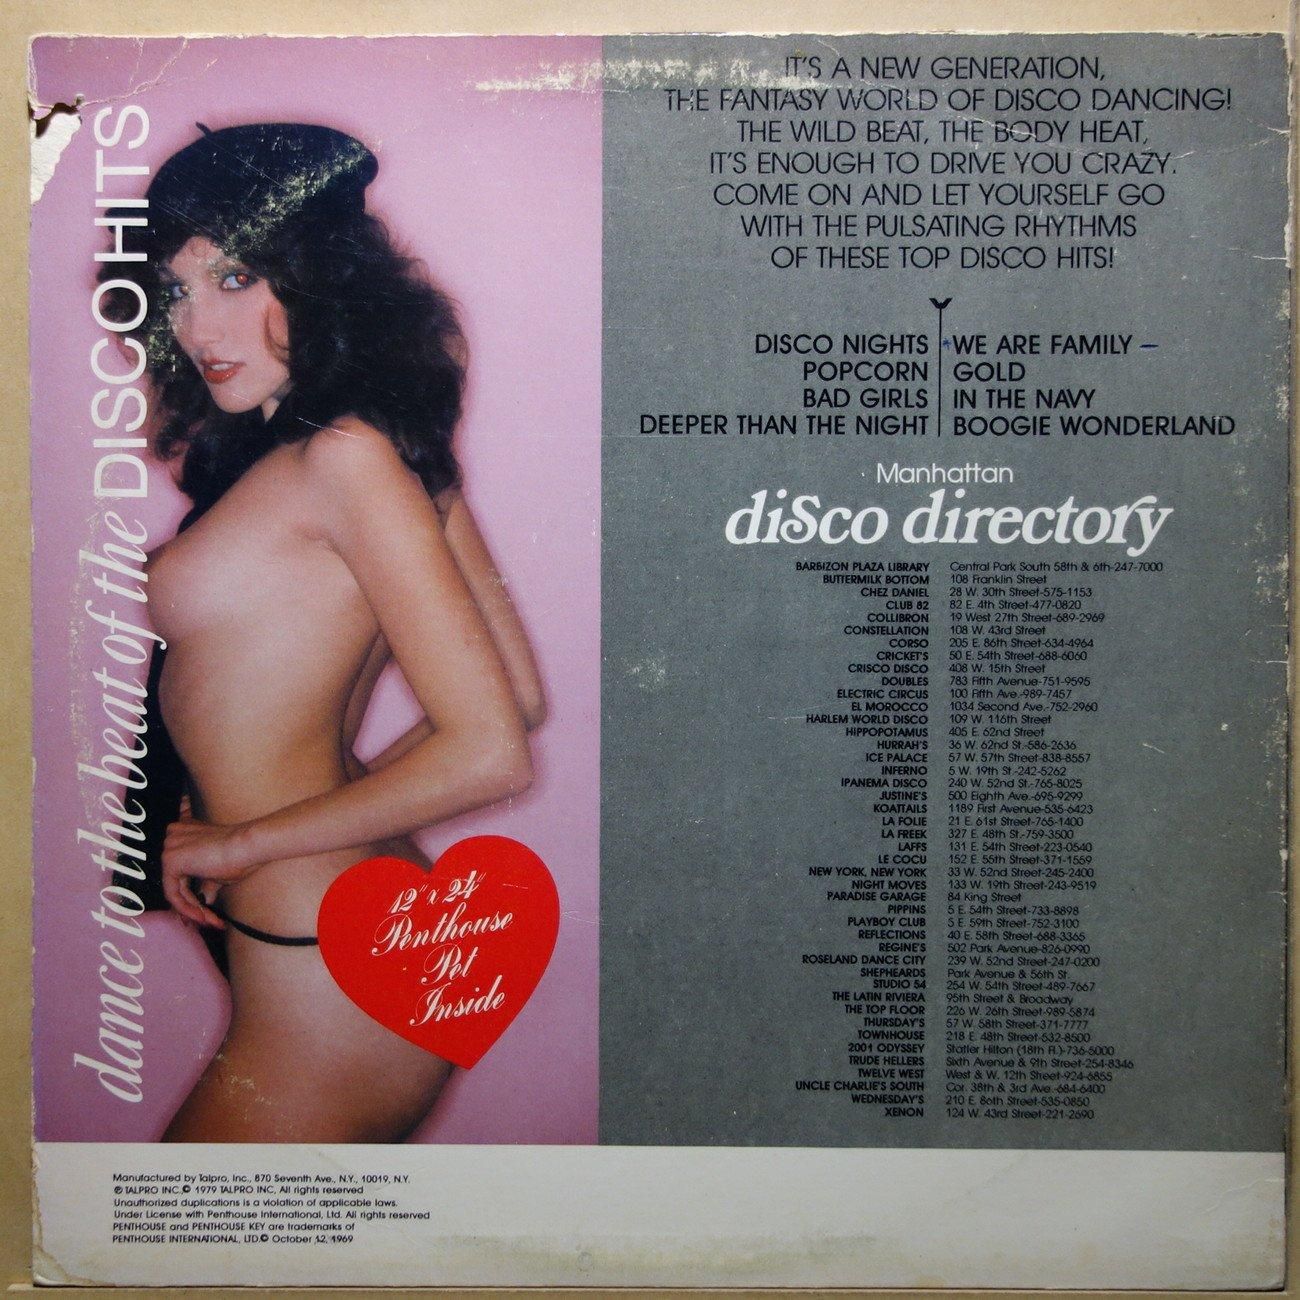 dance to the beat of the DISCO HITS
IT'S A NEW GENERATION,
THE FANTASY WORLD OF DISCO DANCING!
THE WILD BEAT, THE BODY HEAT,
IT'S ENOUGH TO DRIVE YOU CRAZY.
COME ON AND LET YOURSELF GO
WITH THE PULSATING RHYTHMS
OF THESE TOP DISCO HITS!
DISCO NIGHTS WE ARE FAMILY
POPCORN GOLD
BAD GIRLS IN THE NAVY
DEEPER THAN THE NIGHT BOOGIE WONDERLAND
Manhattan
disco directory
BARBIZON PLAZA LIBRARY Central Park South 58th & 6th-247-7000
BUTTERMILK BOTTOM 108 Franklin Street
CHEZ DANIEL 28 W. 30th Street-575-1153
CLUB 82 82 E. 4th Street-477-0820
COLLIBRON 19 West 27th Street-689-2969
CONSTELLATION 108 W. 43rd Street
CORSO 205 E. 86th Street-634-4964
CRICKET'S 50 E. 54th Street-688-6060
CRISCO DISCO 408 W. 15th Street
DOUBLES 783 Fifth Avenue-751-9595
ELECTRIC CIRCUS 100 Fifth Ave.-989-7457
EL MOROCCO 1034 Second Ave.-752-2960
HARLEM WORLD DISCO 109 W. 116th Street
HIPPOPOTAMUS 405 E. 62nd Street
HURRAH'S 36 W. 62nd St.-586-2636
ICE PALACE 57 W. 57th Street-838-8557
INFERNO 5 W. 19th St.-242-5262
IPANEMA DISCO 240 W. 52nd St.-765-8025
JUSTINE'S 500 Eighth Ave.-695-9299
KOATTAILS 1189 First Avenue-535-6423
LA FOLIE 21 E. 61st Street-765-1400
LA FREEK 327 E. 48th St.-759-3500
LAFFS 131 E. 54th Street-223-0540
LE COCU 152 E. 55th Street-371-1559
NEW YORK, NEW YORK 33 W. 52nd Street-245-2400
NIGHT MOVES 133 W. 19th Street-243-9519
PARADISE GARAGE 84 King Street
PIPPINS 5 E. 54th Street-733-8898
PLAYBOY CLUB 5 E. 59th Street-752-3100
REFLECTIONS 40 E. 58th Street-688-3365
REGINE'S 502 Park Avenue-826-0990
ROSELAND DANCE CITY 239 W. 52nd Street-247-0200
SHEPHEARDS Park Avenue & 56th St.
STUDIO 54 254 W. 54th Street-489-7667
THE LATIN RIVIERA 95th Street & Broadway
THE TOP FLOOR 226 W. 26th Street-989-5874
THURSDAY'S 57 W. 58th Street-371-7777
TOWNHOUSE 218 E. 48th Street-532-8500
2001 ODYSSEY Statler Hilton (18th Fl.)-736-5000
TRUDE HELLERS Sixth Avenue & 9th Street-254-8346
TWELVE WEST West & W. 12th Street-924-6855
UNCLE CHARLIE'S SOUTH Cor. 38th & 3rd Ave.-684-6400
WEDNESDAY'S 210 E. 86th Street-535-0850
XENON 124 W. 43rd Street-221-2690
12" x 24"
Penthouse
Pet
Inside
Manufactured by Talpro, Inc., 870 Seventh Ave., N.Y., 10019, N.Y.
℗ TALPRO INC.© 1979 TALPRO INC, All rights reserved
Unauthorized duplications is a violation of applicable laws.
Under License with Penthouse International, Ltd. All rights reserved
PENTHOUSE and PENTHOUSE KEY are trademarks of
PENTHOUSE INTERNATIONAL, LTD.© October 12, 1969